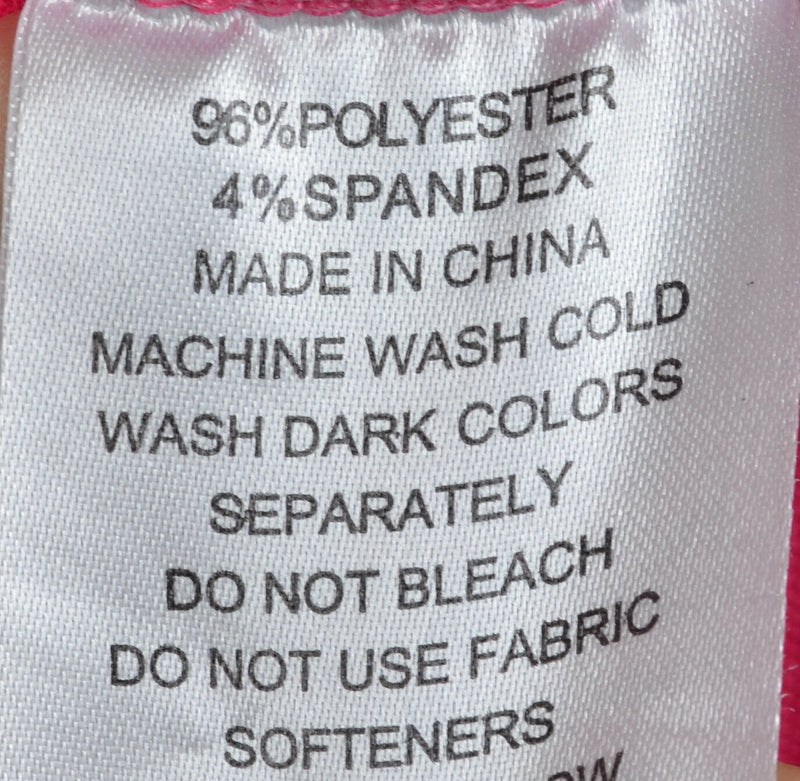 96%POLYESTER
4%SPANDEX
MADE IN CHINA
MACHINE WASH COLD
WASH DARK COLORS
SEPARATELY
DO NOT BLEACH
DO NOT USE FABRIC
SOFTENERS